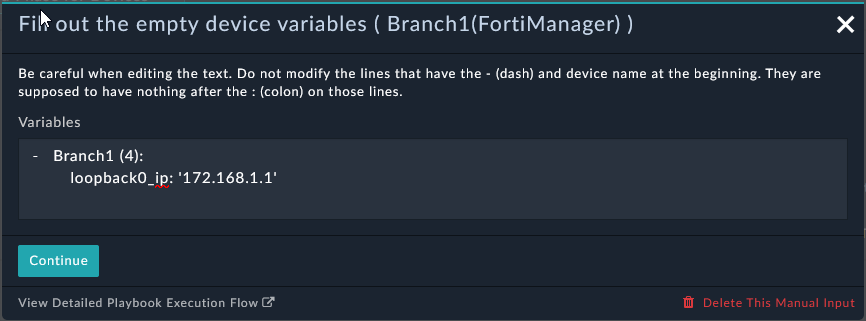 Fill out the empty device variables ( Branch1(FortiManager) )
Be careful when editing the text. Do not modify the lines that have the - (dash) and device name at the beginning. They are
supposed to have nothing after the : (colon) on those lines.
Variables
- Branch1 (4):
loopback0_ip: '172.168.1.1'
Continue
View Detailed Playbook Execution Flow
Delete This Manual Input